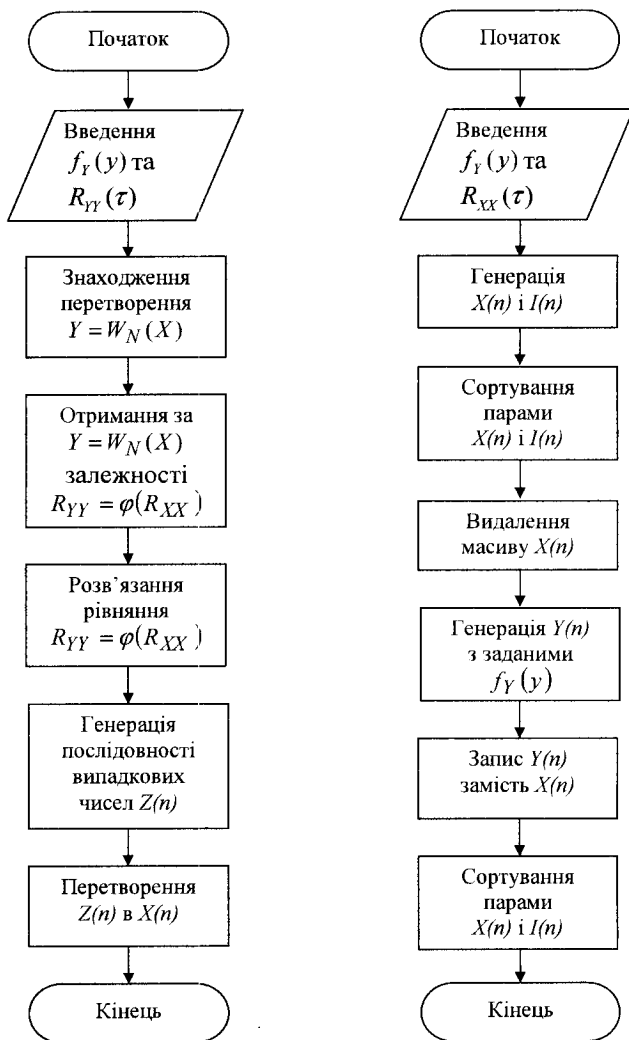 Початок
Введення
f_Y(y) та
R_YY(τ)
Знаходження
перетворення
Y = W_N(X)
Отримання за
Y = W_N(X)
залежності
R_YY = φ(R_XX)
Розв’язання
рівняння
R_YY = φ(R_XX)
Генерація
послідовності
випадкових
чисел Z(n)
Перетворення
Z(n) в X(n)
Кінець
Початок
Введення
f_Y(y) та
R_XX(τ)
Генерація
X(n) і I(n)
Сортування
парами
X(n) і I(n)
Видалення
масиву X(n)
Генерація Y(n)
з заданими
f_Y(y)
Запис Y(n)
замість X(n)
Сортування
парами
X(n) і I(n)
Кінець